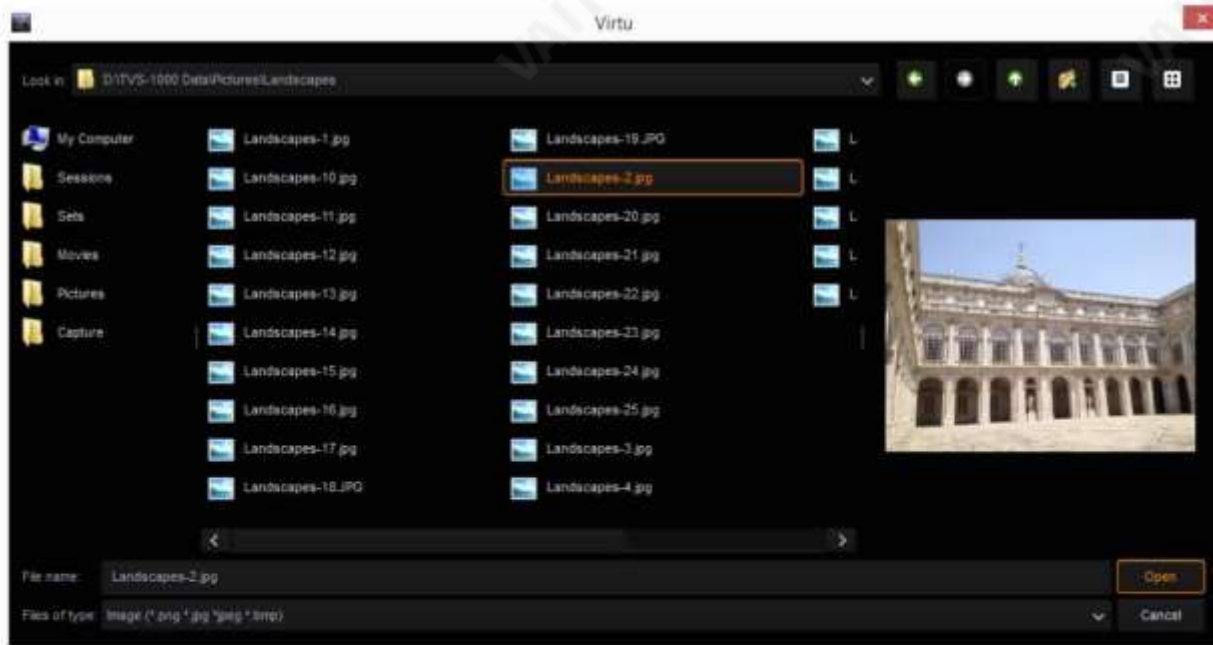 Virtu
Look in: D:\TVS-1000 Data\Pictures\Landscapes
My Computer
Sessions
Sets
Movies
Pictures
Capture
Landscapes-1.jpg
Landscapes-10.jpg
Landscapes-11.jpg
Landscapes-12.jpg
Landscapes-13.jpg
Landscapes-14.jpg
Landscapes-15.jpg
Landscapes-16.jpg
Landscapes-17.jpg
Landscapes-18.JPG
Landscapes-19.JPG
Landscapes-2.jpg
Landscapes-20.jpg
Landscapes-21.jpg
Landscapes-22.jpg
Landscapes-23.jpg
Landscapes-24.jpg
Landscapes-25.jpg
Landscapes-3.jpg
Landscapes-4.jpg
L
L
L
L
L
File name: Landscapes-2.jpg
Open
Files of type: Image (*.png *.jpg *jpeg *.bmp)
Cancel